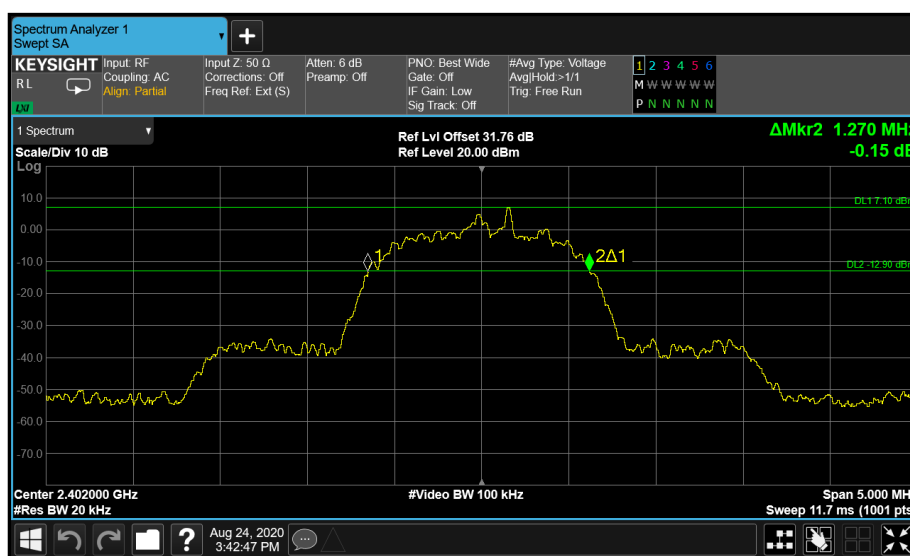 Spectrum Analyzer 1
Swept SA
+
KEYSIGHT Input: RF Input Z: 50 Ω Atten: 6 dB PNO: Best Wide #Avg Type: Voltage 1 2 3 4 5 6
RL Coupling: AC Corrections: Off Preamp: Off Gate: Off Avg|Hold:>1/1 M W W W W W
Align: Partial Freq Ref: Ext (S) IF Gain: Low Trig: Free Run
LXI Sig Track: Off P N N N N N
1 Spectrum
Ref Lvl Offset 31.76 dB ΔMkr2 1.270 MHz
Scale/Div 10 dB Ref Level 20.00 dBm -0.15 dB
Log
10.0
DL1 7.10 dBm
0.00
1 2Δ1
-10.0
DL2 -12.90 dBm
-20.0
-30.0
-40.0
-50.0
-60.0
-70.0
Center 2.402000 GHz #Video BW 100 kHz Span 5.000 MHz
#Res BW 20 kHz Sweep 11.7 ms (1001 pts)
? Aug 24, 2020
3:42:47 PM